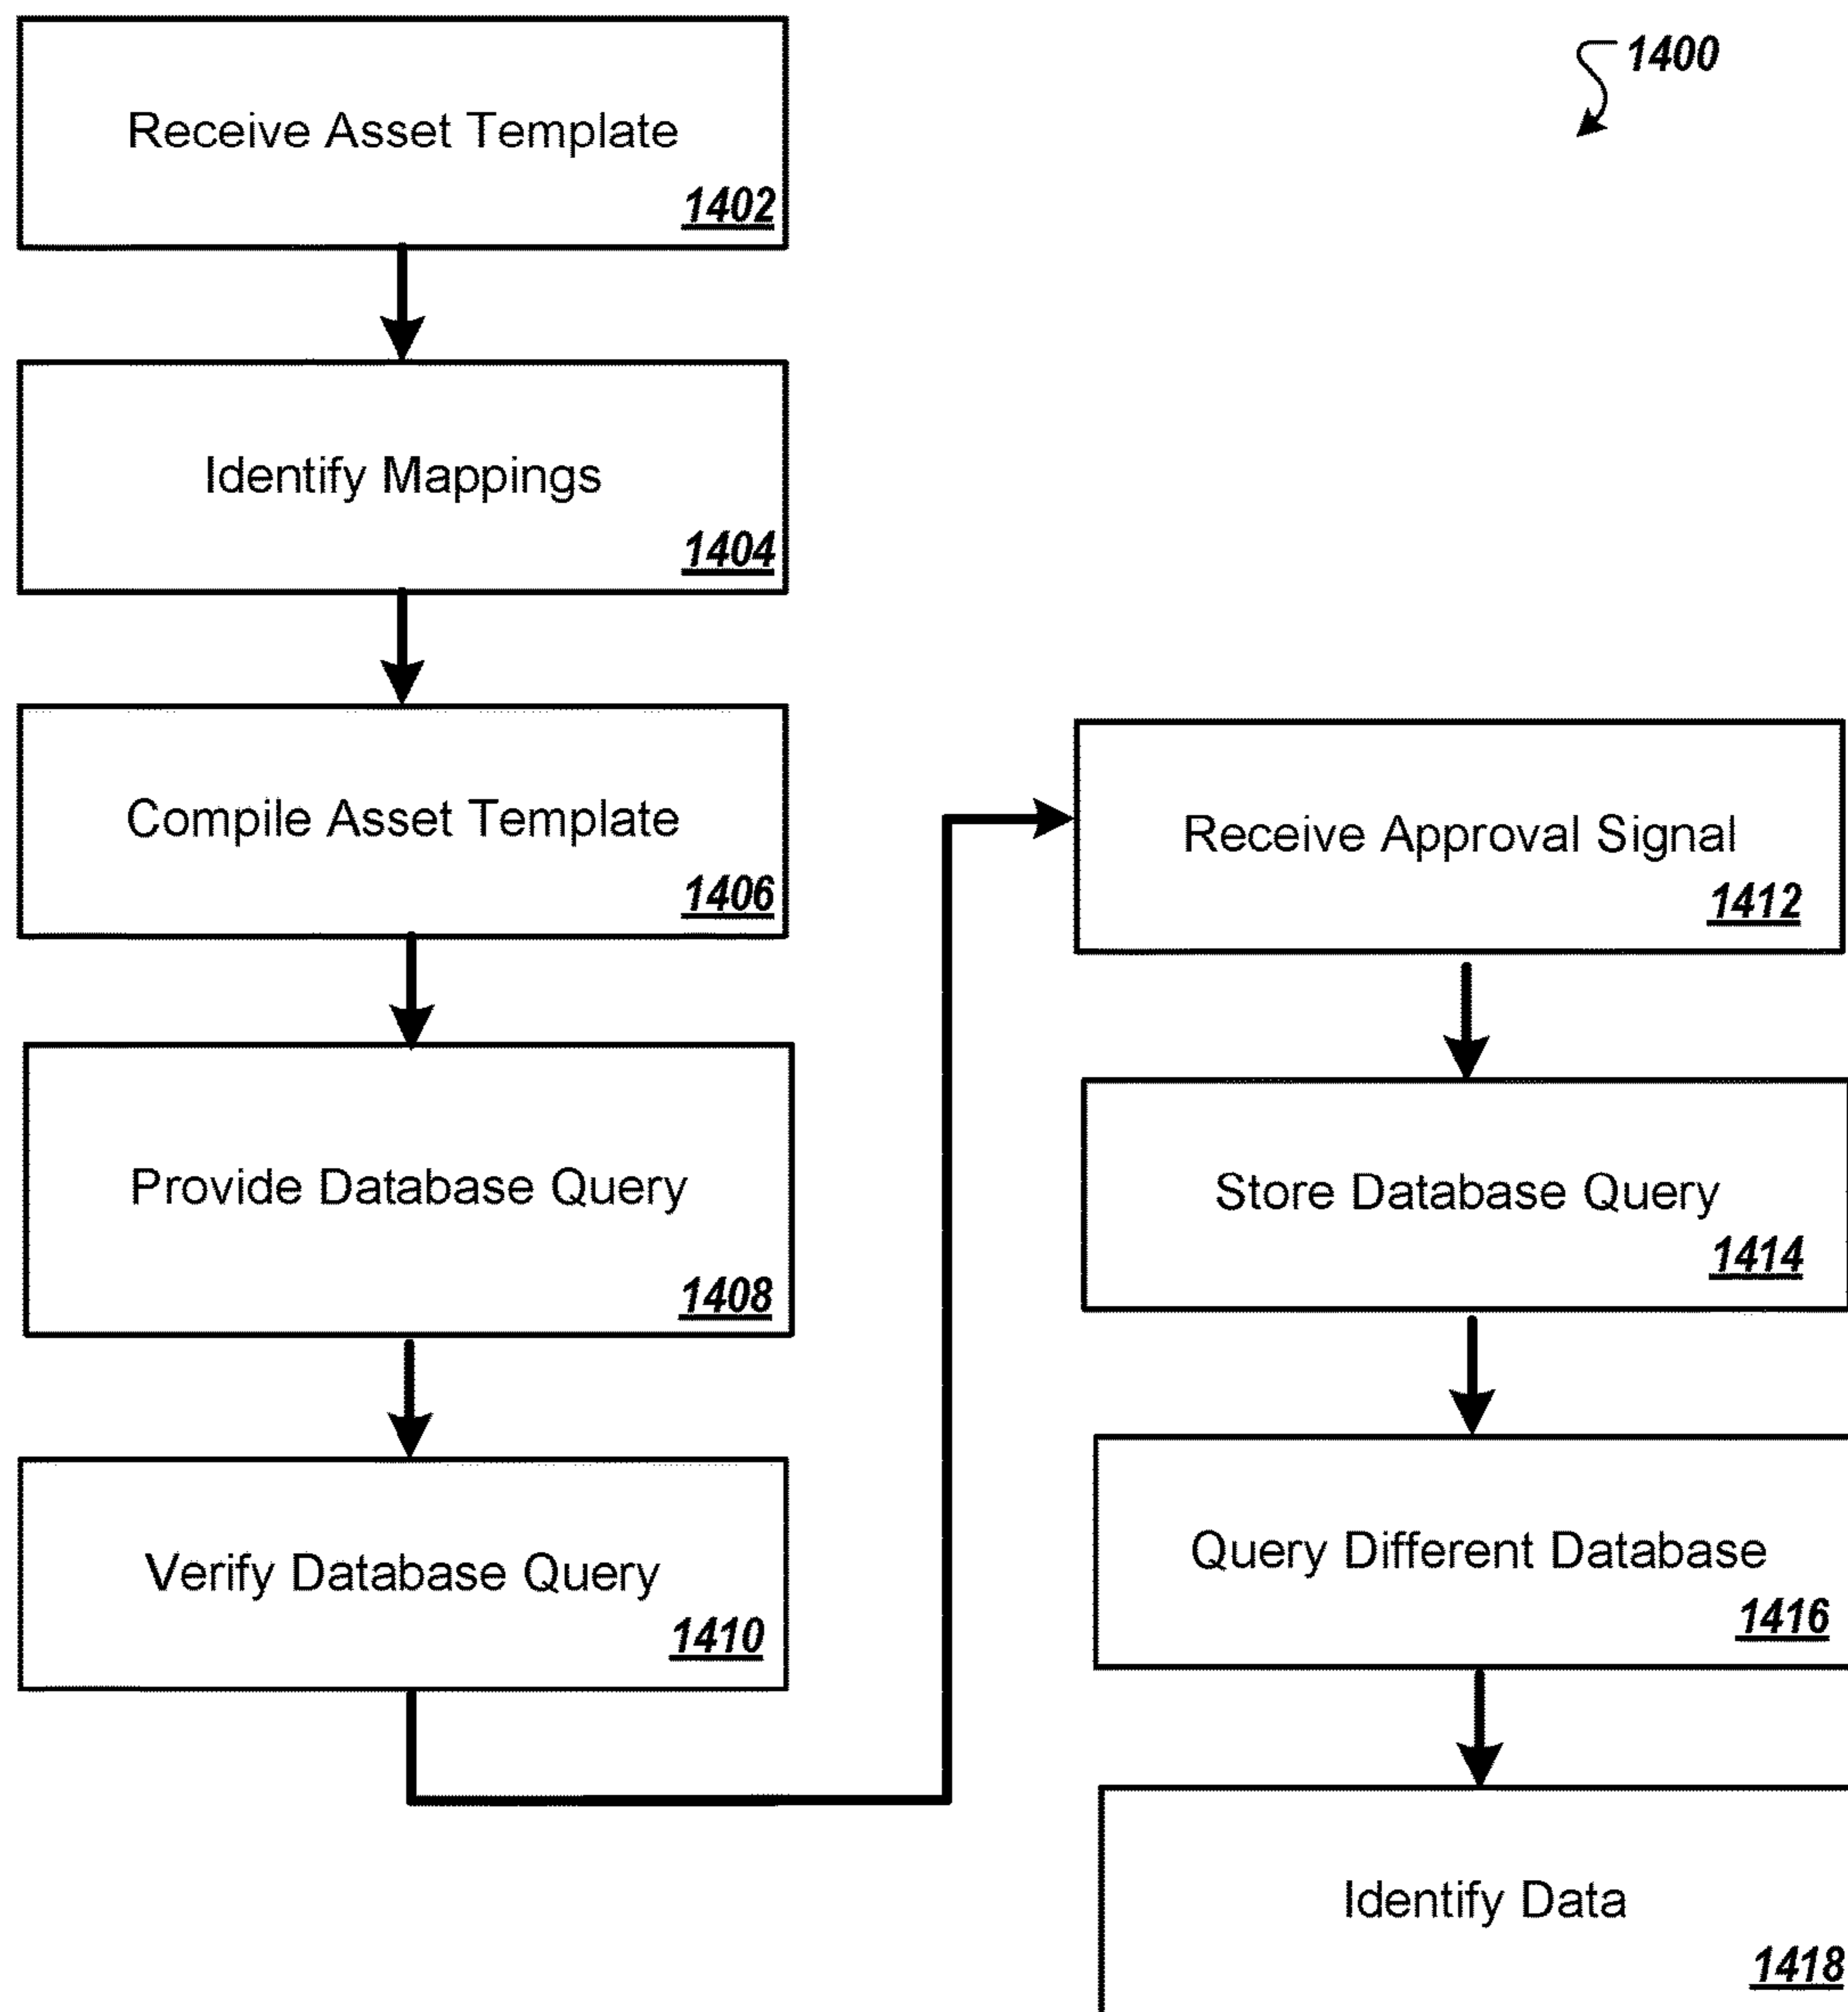 1400
Receive Asset Template
1402
Identify Mappings
1404
Compile Asset Template
1406
Provide Database Query
1408
Verify Database Query
1410
Receive Approval Signal
1412
Store Database Query
1414
Query Different Database
1416
Identify Data
1418